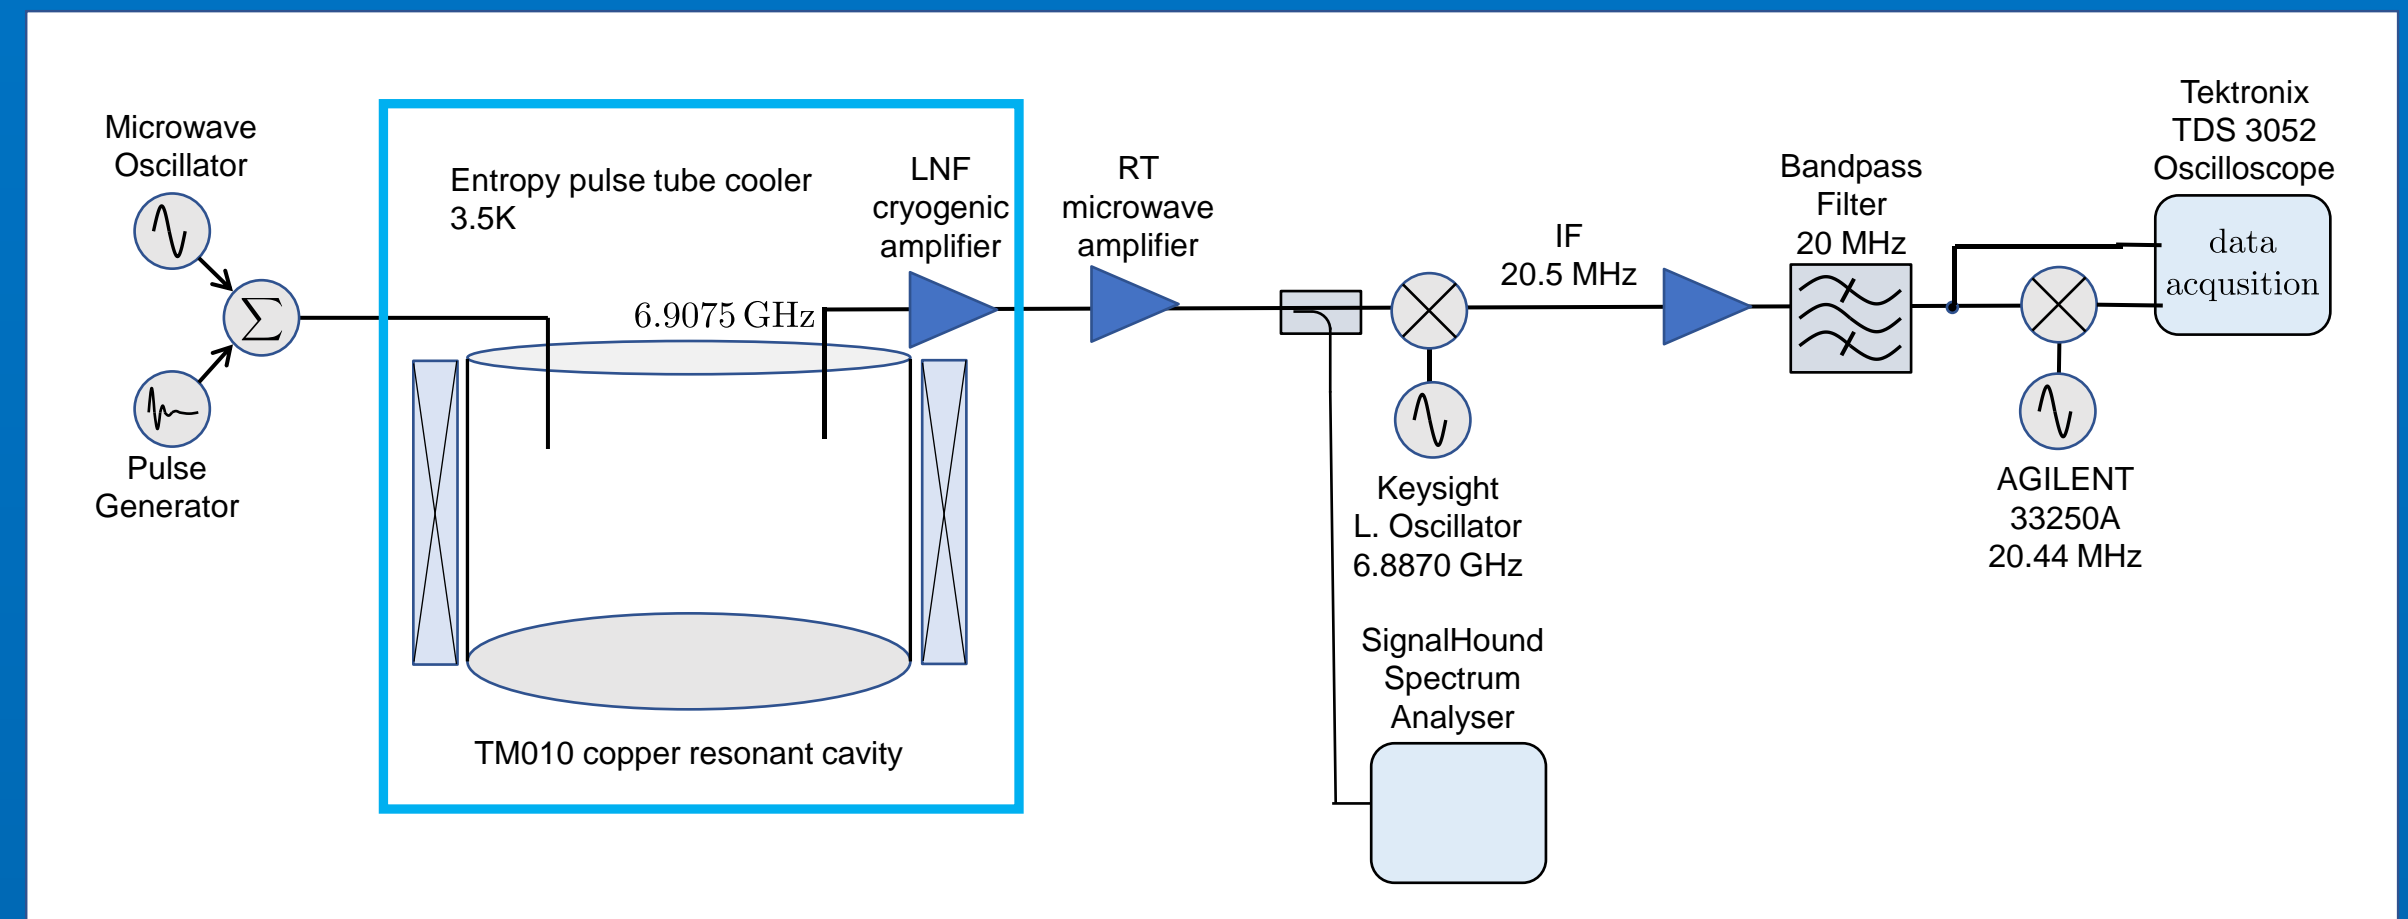 Microwave
Oscillator
Σ
Pulse
Generator
Entropy pulse tube cooler
3.5K
6.9075 GHz
TM010 copper resonant cavity
LNF
cryogenic
amplifier
RT
microwave
amplifier
Keysight
L. Oscillator
6.8870 GHz
SignalHound
Spectrum
Analyser
IF
20.5 MHz
Bandpass
Filter
20 MHz
Tektronix
TDS 3052
Oscilloscope
data
acqusition
AGILENT
33250A
20.44 MHz